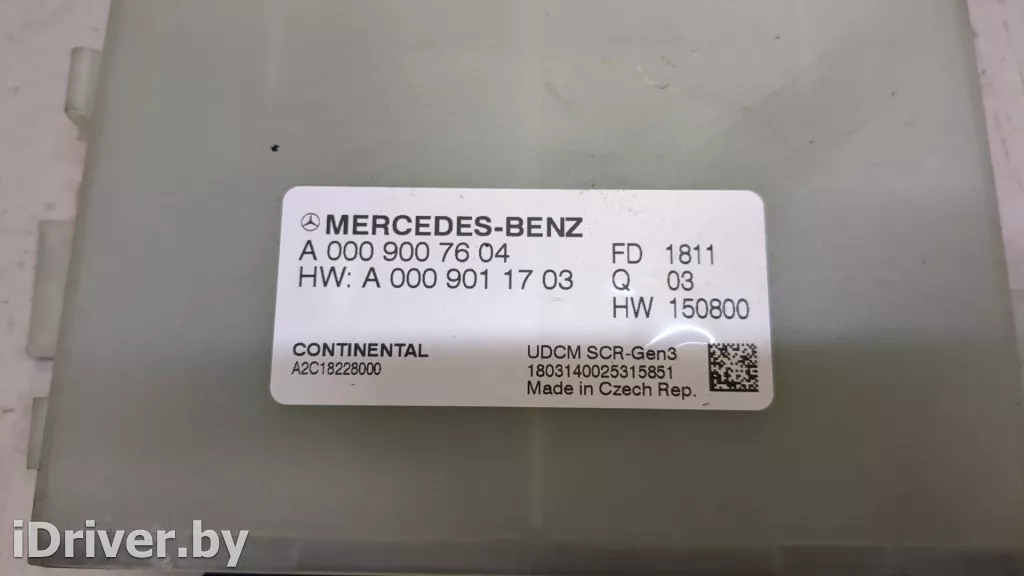 MERCEDES-BENZ
A 000 900 76 04 FD 1811
HW: A 000 901 17 03 Q 03
HW 150800
CONTINENTAL UDCM SCR-Gen3
A2C18228000 1803140025315851
Made in Czech Rep.
iDriver.by